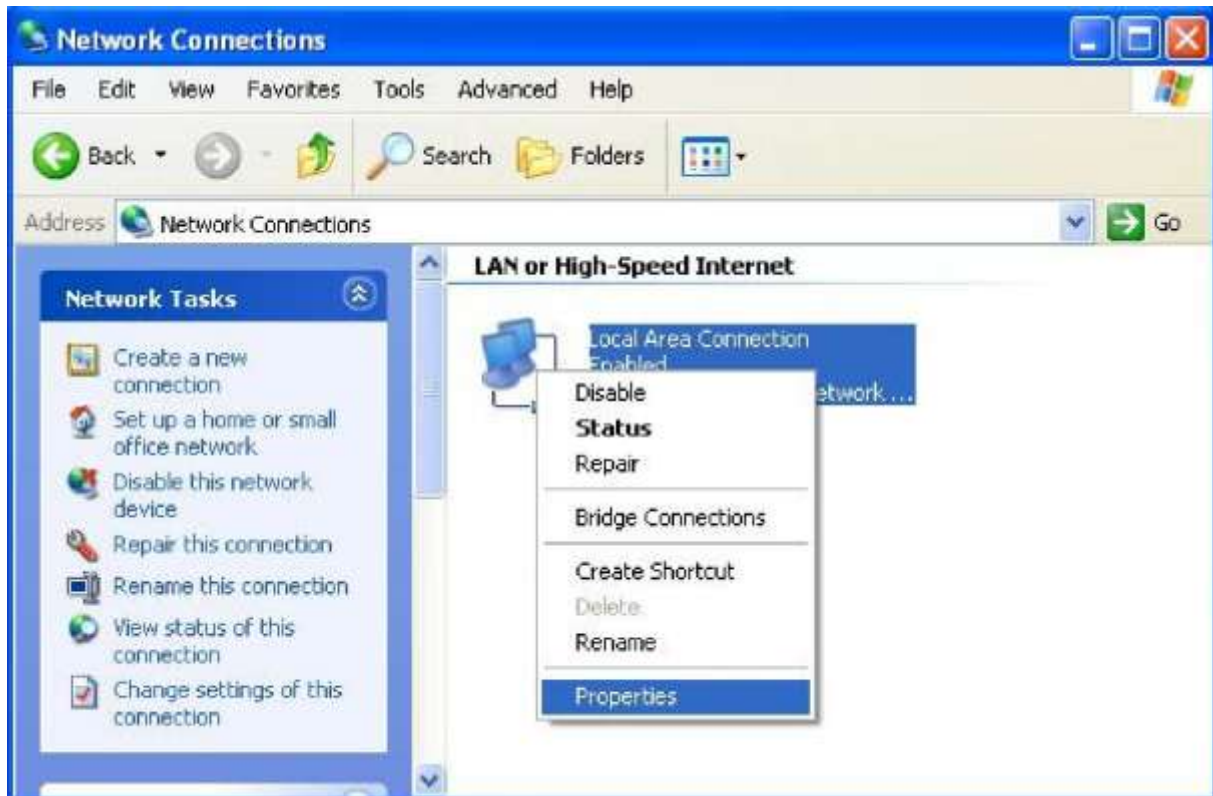 Network Connections
File Edit View Favorites Tools Advanced Help
Back Search Folders
Address Network Connections Go
LAN or High-Speed Internet
Network Tasks
Create a new
connection
Set up a home or small
office network
Disable this network
device
Repair this connection
Rename this connection
View status of this
connection
Change settings of this
connection
Local Area Connection
Enabled
etwork ...
Disable
Status
Repair
Bridge Connections
Create Shortcut
Delete
Rename
Properties